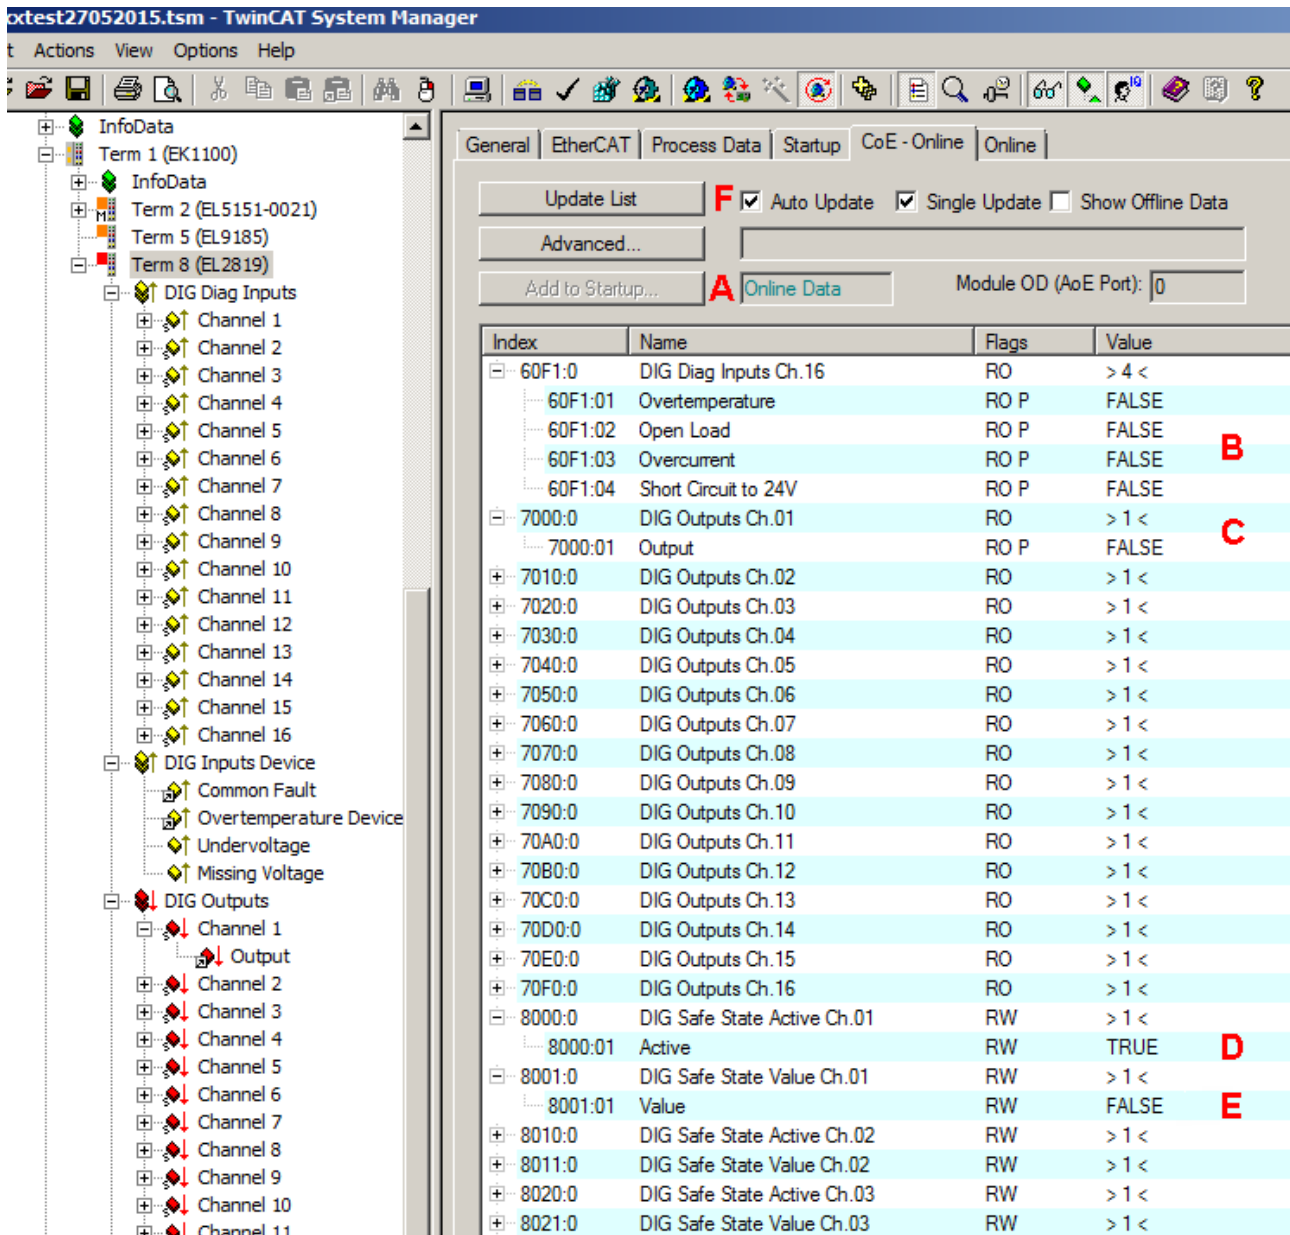 xxtest27052015.tsm - TwinCAT System Manager
t Actions View Options Help
InfoData
Term 1 (EK1100)
InfoData
Term 2 (EL5151-0021)
Term 5 (EL9185)
Term 8 (EL2819)
DIG Diag Inputs
Channel 1
Channel 2
Channel 3
Channel 4
Channel 5
Channel 6
Channel 7
Channel 8
Channel 9
Channel 10
Channel 11
Channel 12
Channel 13
Channel 14
Channel 15
Channel 16
DIG Inputs Device
Common Fault
Overtemperature Device
Undervoltage
Missing Voltage
DIG Outputs
Channel 1
Output
Channel 2
Channel 3
Channel 4
Channel 5
Channel 6
Channel 7
Channel 8
Channel 9
Channel 10
Channel 11
General EtherCAT Process Data Startup CoE - Online Online
Update List F Auto Update Single Update Show Offline Data
Advanced...
Add to Startup... A Online Data Module OD (AoE Port): 0
Index Name Flags Value
60F1:0 DIG Diag Inputs Ch.16 RO > 4 <
60F1:01 Overtemperature RO P FALSE
60F1:02 Open Load RO P FALSE
B
60F1:03 Overcurrent RO P FALSE
60F1:04 Short Circuit to 24V RO P FALSE
7000:0 DIG Outputs Ch.01 RO > 1 <
C
7000:01 Output RO P FALSE
7010:0 DIG Outputs Ch.02 RO > 1 <
7020:0 DIG Outputs Ch.03 RO > 1 <
7030:0 DIG Outputs Ch.04 RO > 1 <
7040:0 DIG Outputs Ch.05 RO > 1 <
7050:0 DIG Outputs Ch.06 RO > 1 <
7060:0 DIG Outputs Ch.07 RO > 1 <
7070:0 DIG Outputs Ch.08 RO > 1 <
7080:0 DIG Outputs Ch.09 RO > 1 <
7090:0 DIG Outputs Ch.10 RO > 1 <
70A0:0 DIG Outputs Ch.11 RO > 1 <
70B0:0 DIG Outputs Ch.12 RO > 1 <
70C0:0 DIG Outputs Ch.13 RO > 1 <
70D0:0 DIG Outputs Ch.14 RO > 1 <
70E0:0 DIG Outputs Ch.15 RO > 1 <
70F0:0 DIG Outputs Ch.16 RO > 1 <
8000:0 DIG Safe State Active Ch.01 RW > 1 <
8000:01 Active RW TRUE D
8001:0 DIG Safe State Value Ch.01 RW > 1 <
8001:01 Value RW FALSE E
8010:0 DIG Safe State Active Ch.02 RW > 1 <
8011:0 DIG Safe State Value Ch.02 RW > 1 <
8020:0 DIG Safe State Active Ch.03 RW > 1 <
8021:0 DIG Safe State Value Ch.03 RW > 1 <